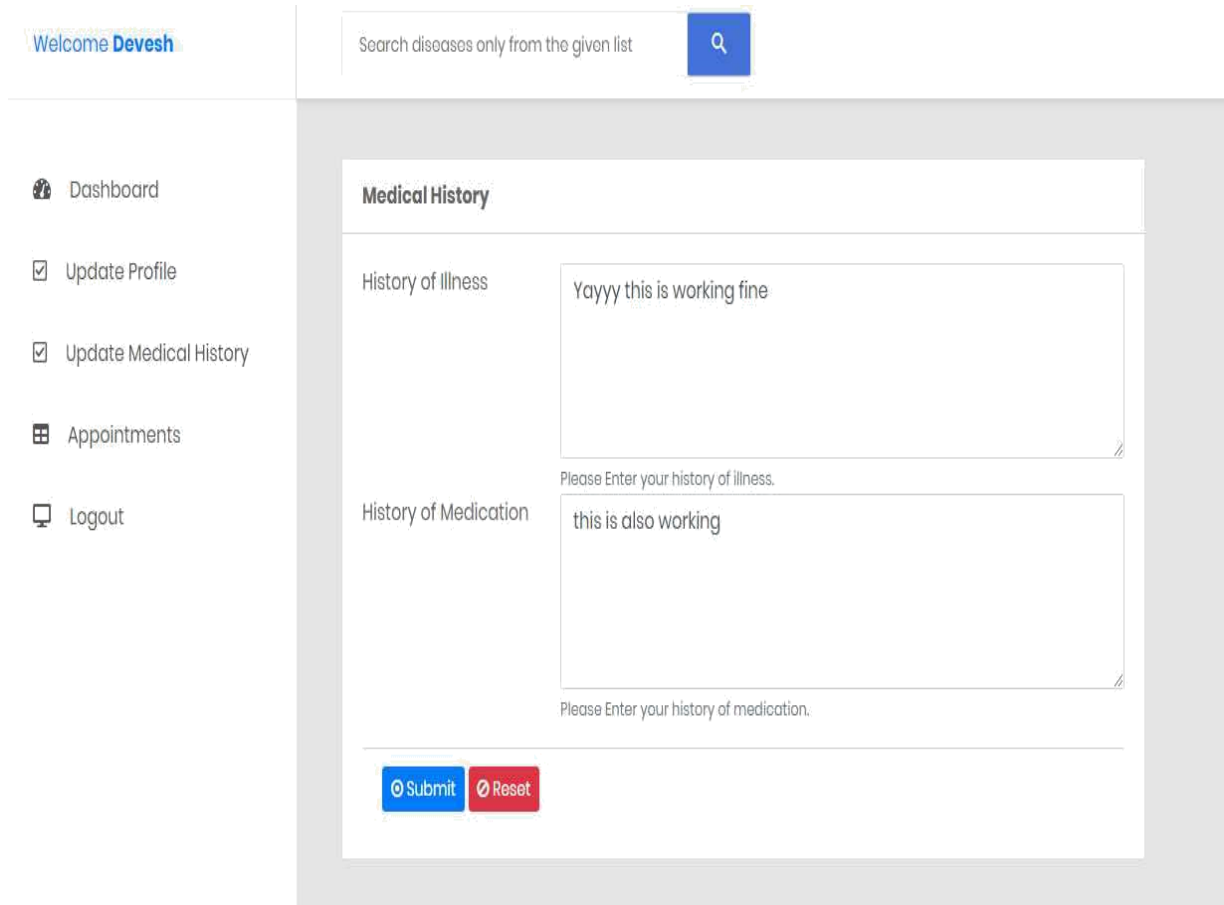 Welcome Devesh
Search diseases only from the given list
Dashboard
Update Profile
Update Medical History
Appointments
Logout
Medical History
History of Illness
Yayyy this is working fine
Please Enter your history of illness.
History of Medication
this is also working
Please Enter your history of medication.
Submit Reset